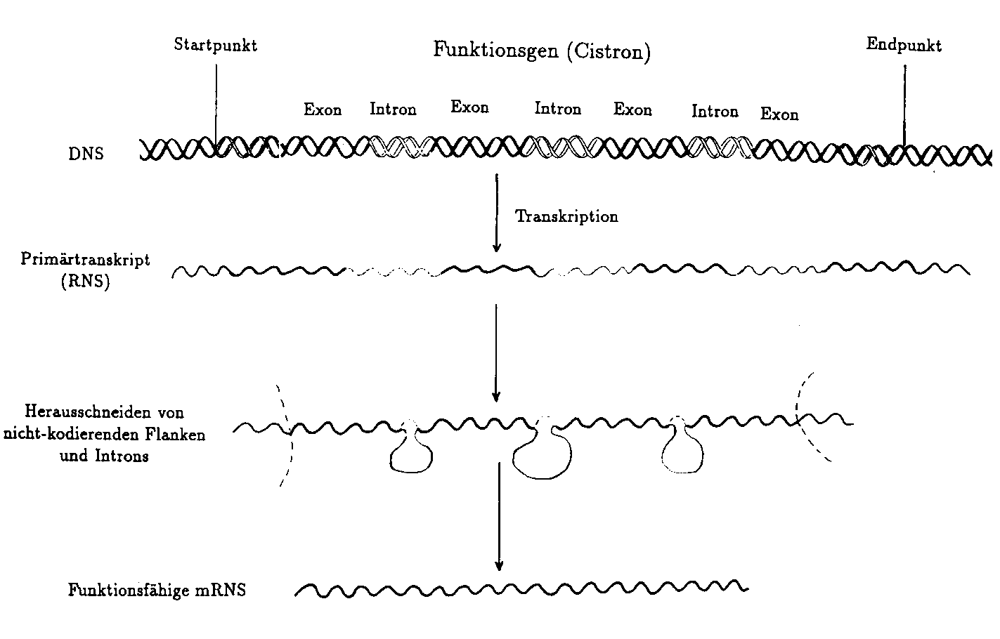 Startpunkt
Funktionsgen (Cistron)
Endpunkt
Exon Intron Exon Intron Exon Intron Exon
DNS
Transkription
Primärtranskript
(RNS)
Herausschneiden von
nicht-kodierenden Flanken
und Introns
Funktionsfähige mRNS